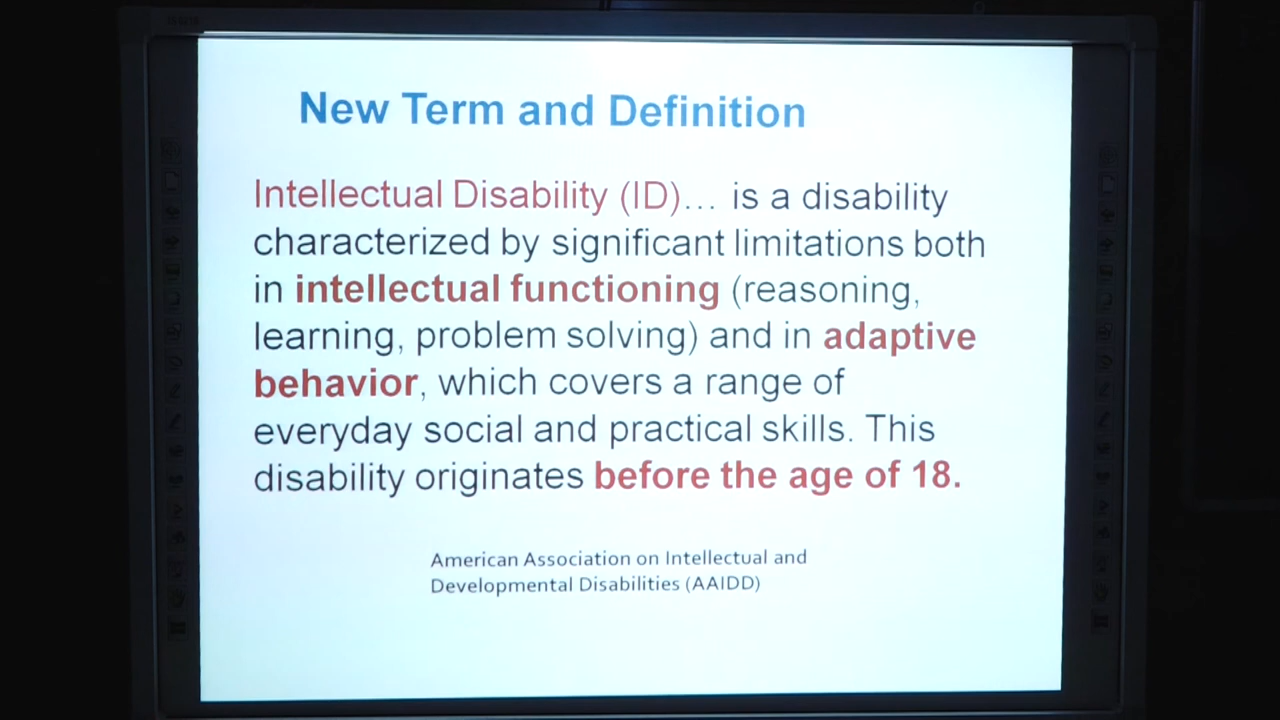 New Term and Definition
Intellectual Disability (ID)... is a disability
characterized by significant limitations both
in intellectual functioning (reasoning,
learning, problem solving) and in adaptive
behavior, which covers a range of
everyday social and practical skills. This
disability originates before the age of 18.
American Association on Intellectual and
Developmental Disabilities (AAIDD)